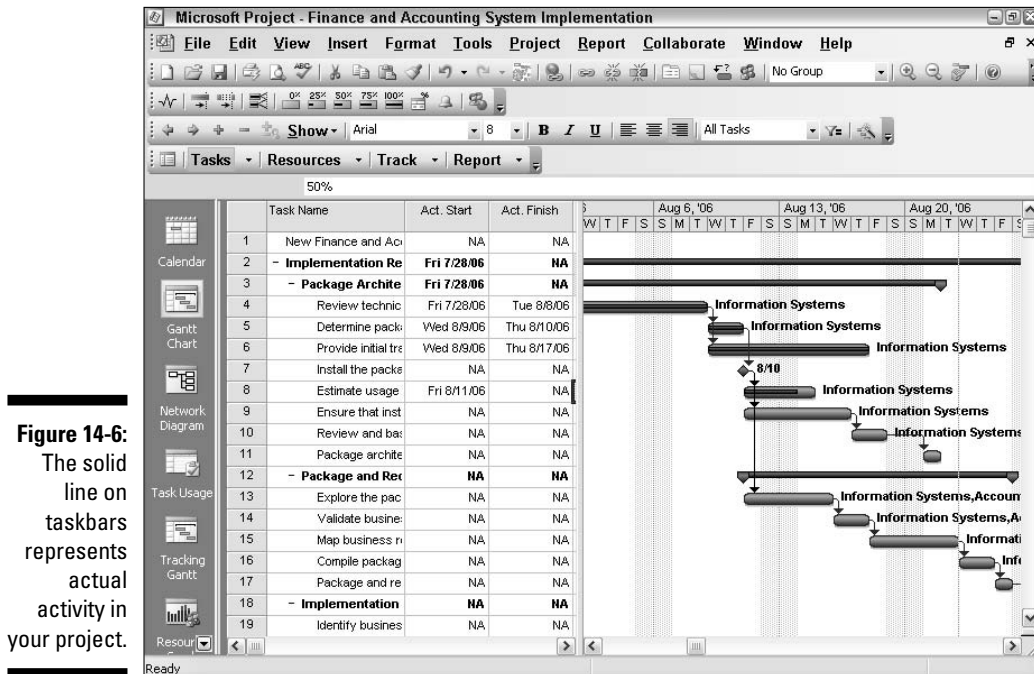 Figure 14-6:
The solid
line on
taskbars
represents
actual
activity in
your project.
Microsoft Project - Finance and Accounting System Implementation
File Edit View Insert Format Tools Project Report Collaborate Window Help
No Group
0% 25% 50% 75% 100%
Show Arial 8 B I U All Tasks
Tasks Resources Track Report
50%
Calendar
Gantt
Chart
Network
Diagram
Task Usage
Tracking
Gantt
Resour
Task Name Act. Start Act. Finish
Aug 6, '06 Aug 13, '06 Aug 20, '06
W T F S S M T W T F S S M T W T F S S M T W T F S
1 New Finance and Ac NA NA
2 - Implementation Re Fri 7/28/06 NA
3 - Package Archite Fri 7/28/06 NA
4 Review technic Fri 7/28/06 Tue 8/8/06 Information Systems
5 Determine pack Wed 8/9/06 Thu 8/10/06 Information Systems
6 Provide initial tra Wed 8/9/06 Thu 8/17/06 Information Systems
7 Install the packa NA NA 8/10
8 Estimate usage Fri 8/11/06 NA Information Systems
9 Ensure that inst NA NA Information Systems
10 Review and bas NA NA Information Systems
11 Package archite NA NA
12 - Package and Rec NA NA
13 Explore the pac NA NA Information Systems,Accoun
14 Validate busine NA NA Information Systems,A
15 Map business r NA NA Informati
16 Compile packag NA NA Info
17 Package and re NA NA
18 - Implementation NA NA
19 Identify busines NA NA
Ready